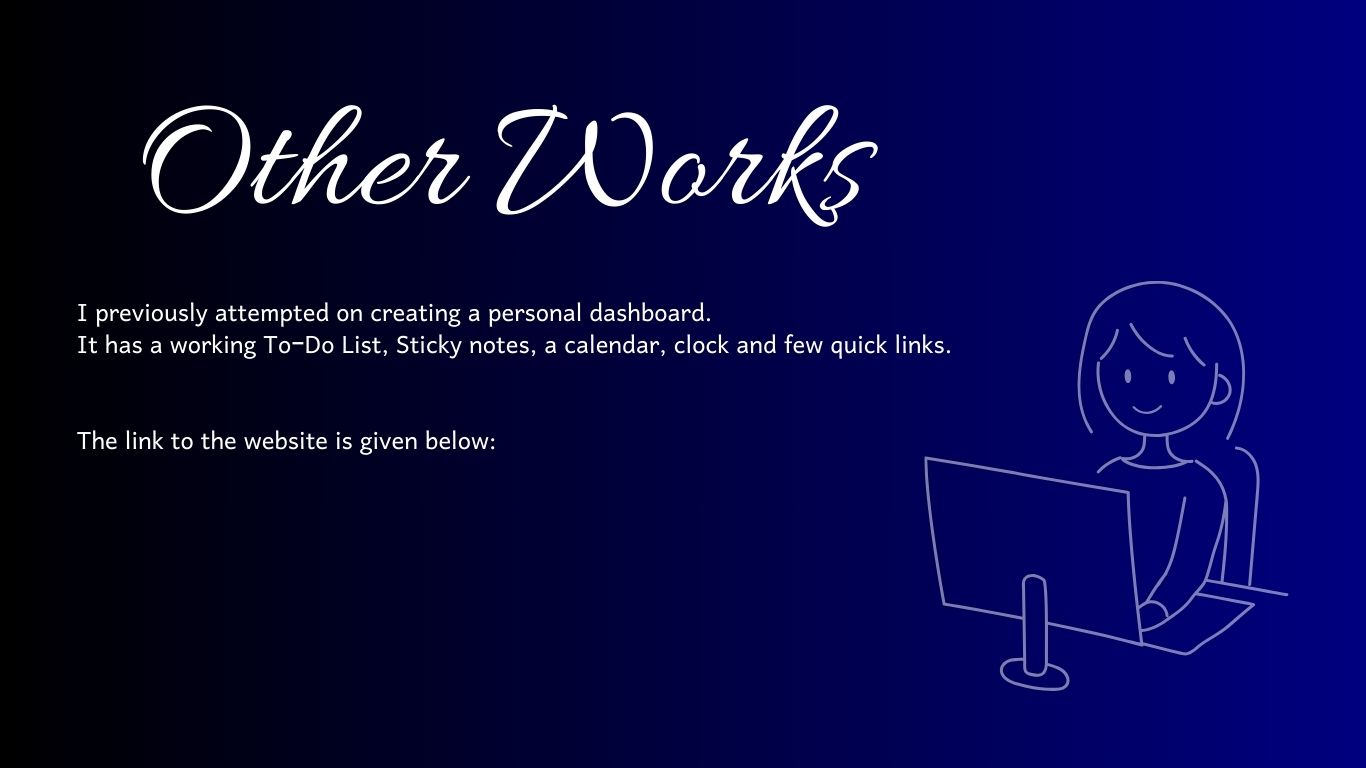 Other Works
I previously attempted on creating a personal dashboard.
It has a working To-Do List, Sticky notes, a calendar, clock and few quick links.
The link to the website is given below: